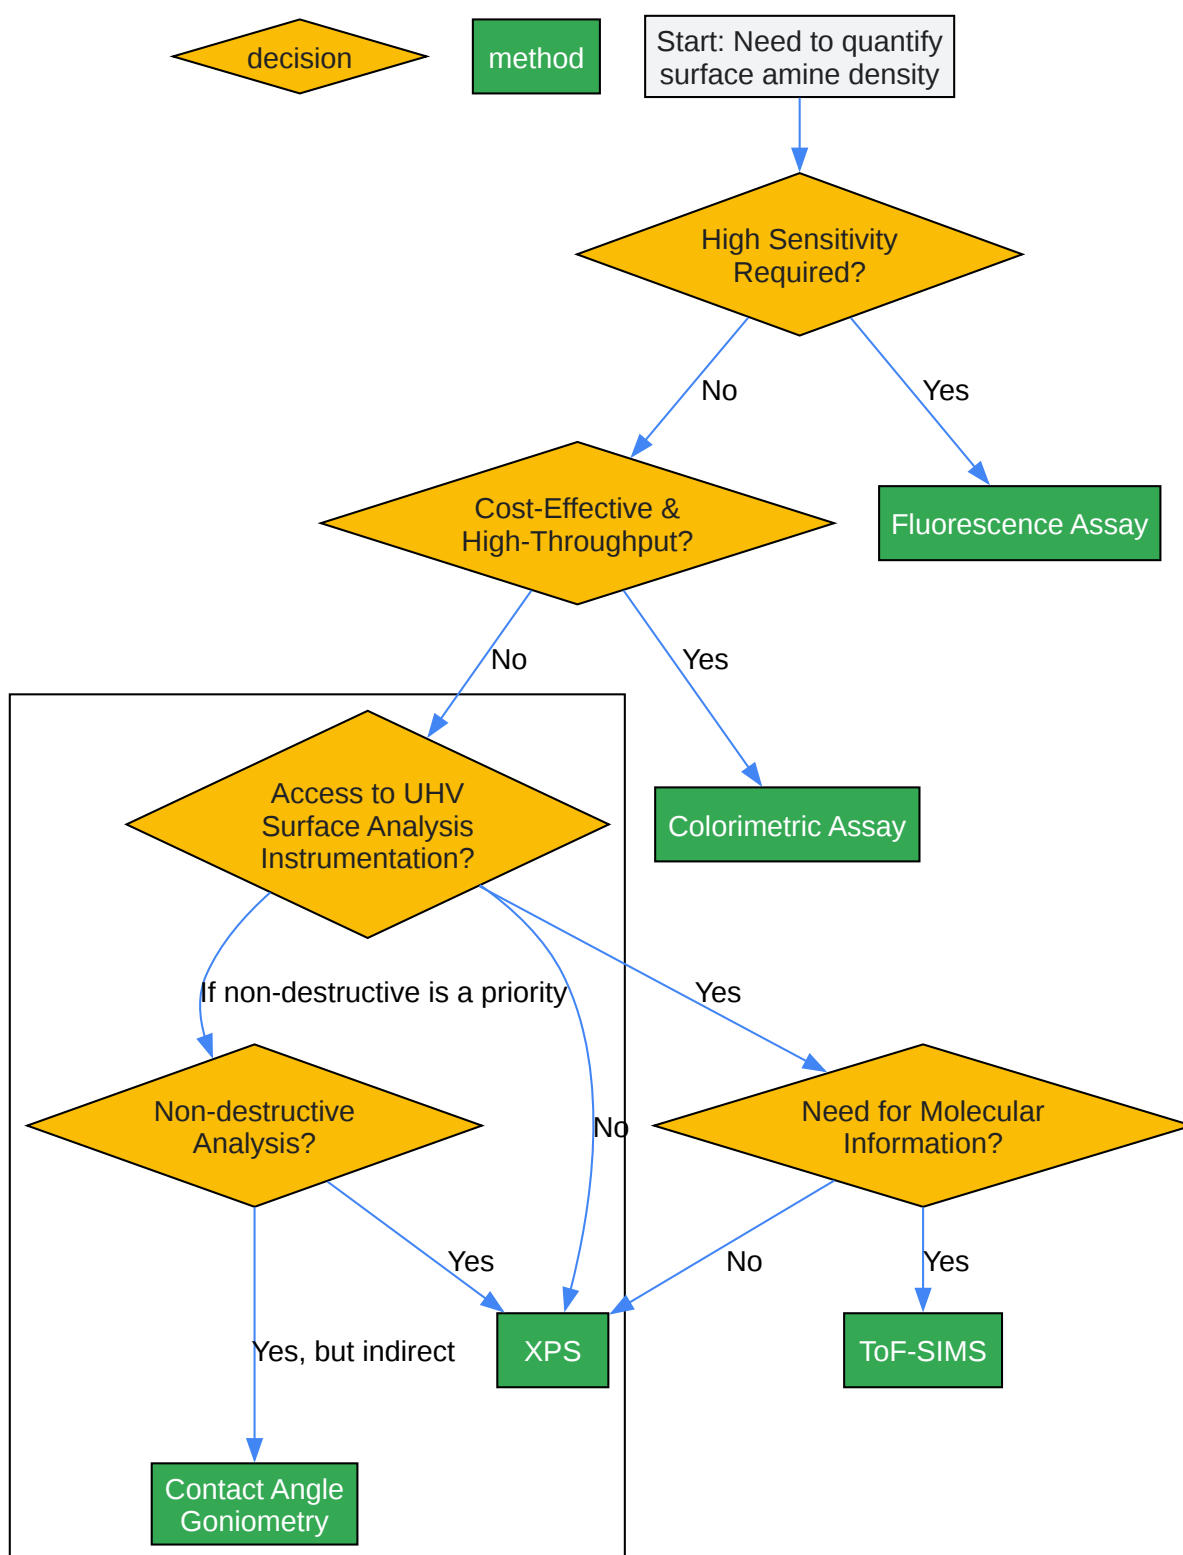 decision
method
Start: Need to quantify
surface amine density
High Sensitivity
Required?
No
Yes
Cost-Effective &
High-Throughput?
Fluorescence Assay
No
Yes
Access to UHV
Surface Analysis
Instrumentation?
Colorimetric Assay
If non-destructive is a priority
Yes
Non-destructive
Analysis?
No
Need for Molecular
Information?
Yes
No
Yes
Yes, but indirect
XPS
ToF-SIMS
Contact Angle
Goniometry